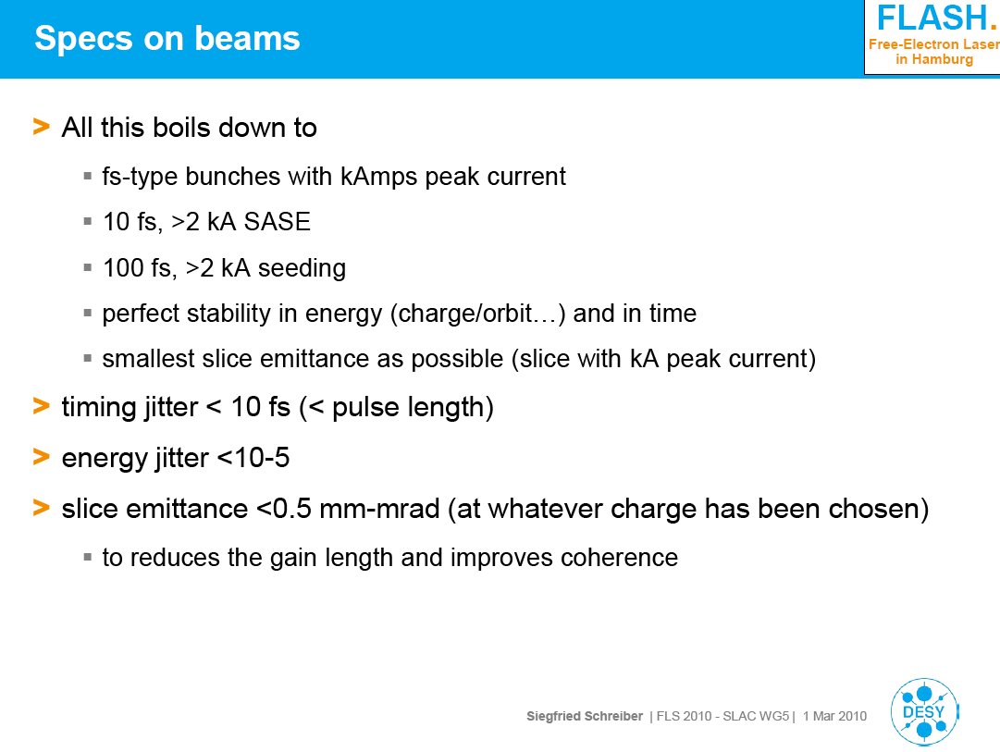 Specs on beams
FLASH.
Free-Electron Laser
in Hamburg
> All this boils down to
▪ fs-type bunches with kAmps peak current
▪ 10 fs, >2 kA SASE
▪ 100 fs, >2 kA seeding
▪ perfect stability in energy (charge/orbit…) and in time
▪ smallest slice emittance as possible (slice with kA peak current)
> timing jitter < 10 fs (< pulse length)
> energy jitter <10-5
> slice emittance <0.5 mm-mrad (at whatever charge has been chosen)
▪ to reduces the gain length and improves coherence
Siegfried Schreiber | FLS 2010 - SLAC WG5 | 1 Mar 2010
DESY